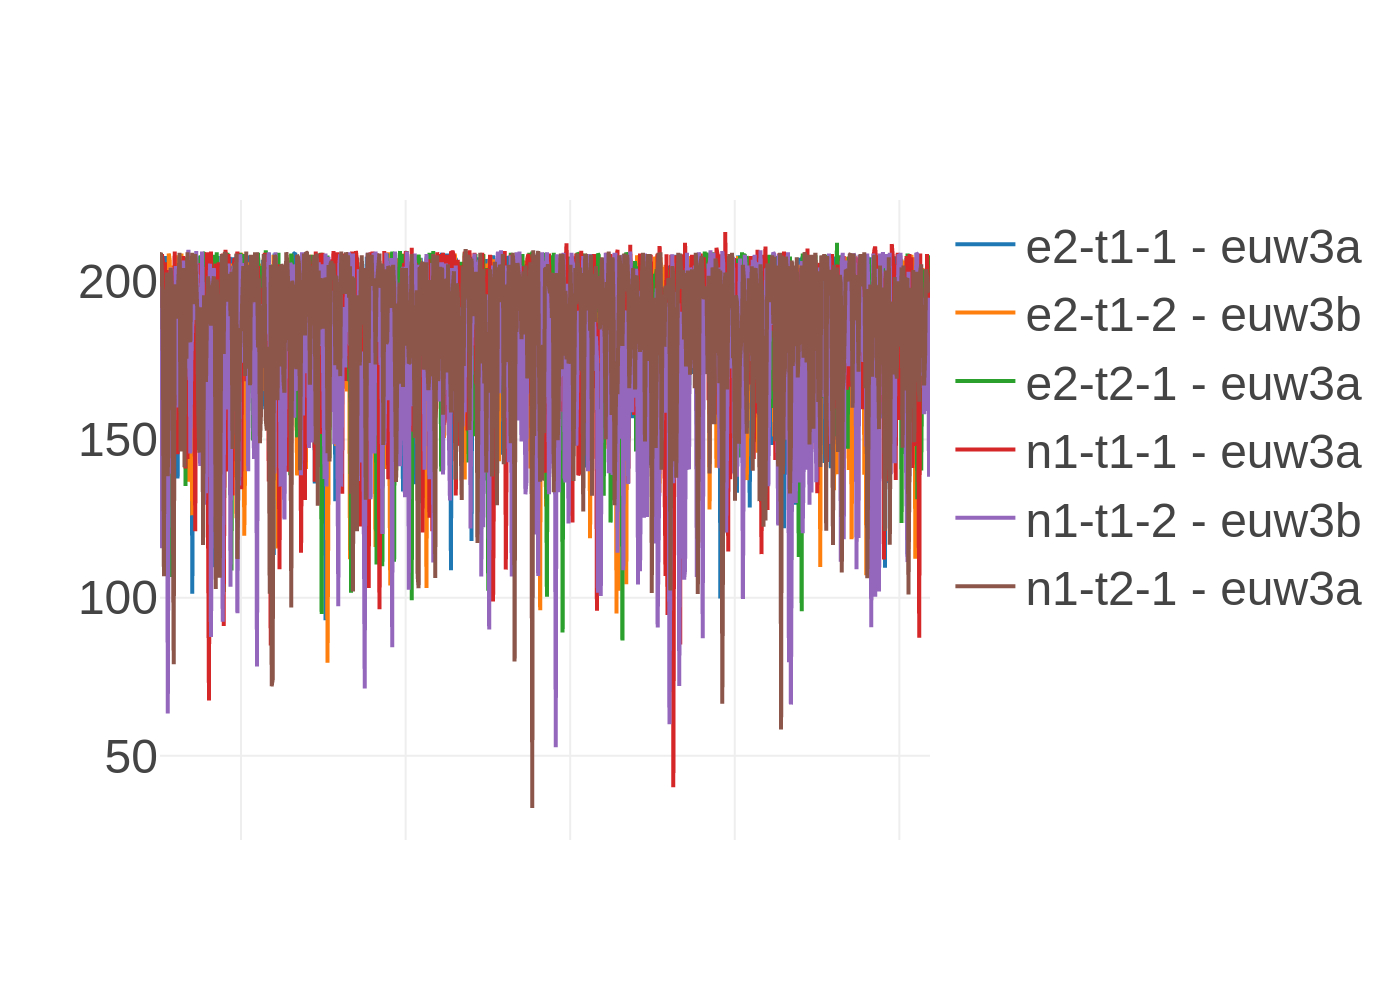 200
150
100
50
e2-t1-1 - euw3a
e2-t1-2 - euw3b
e2-t2-1 - euw3a
n1-t1-1 - euw3a
n1-t1-2 - euw3b
n1-t2-1 - euw3a